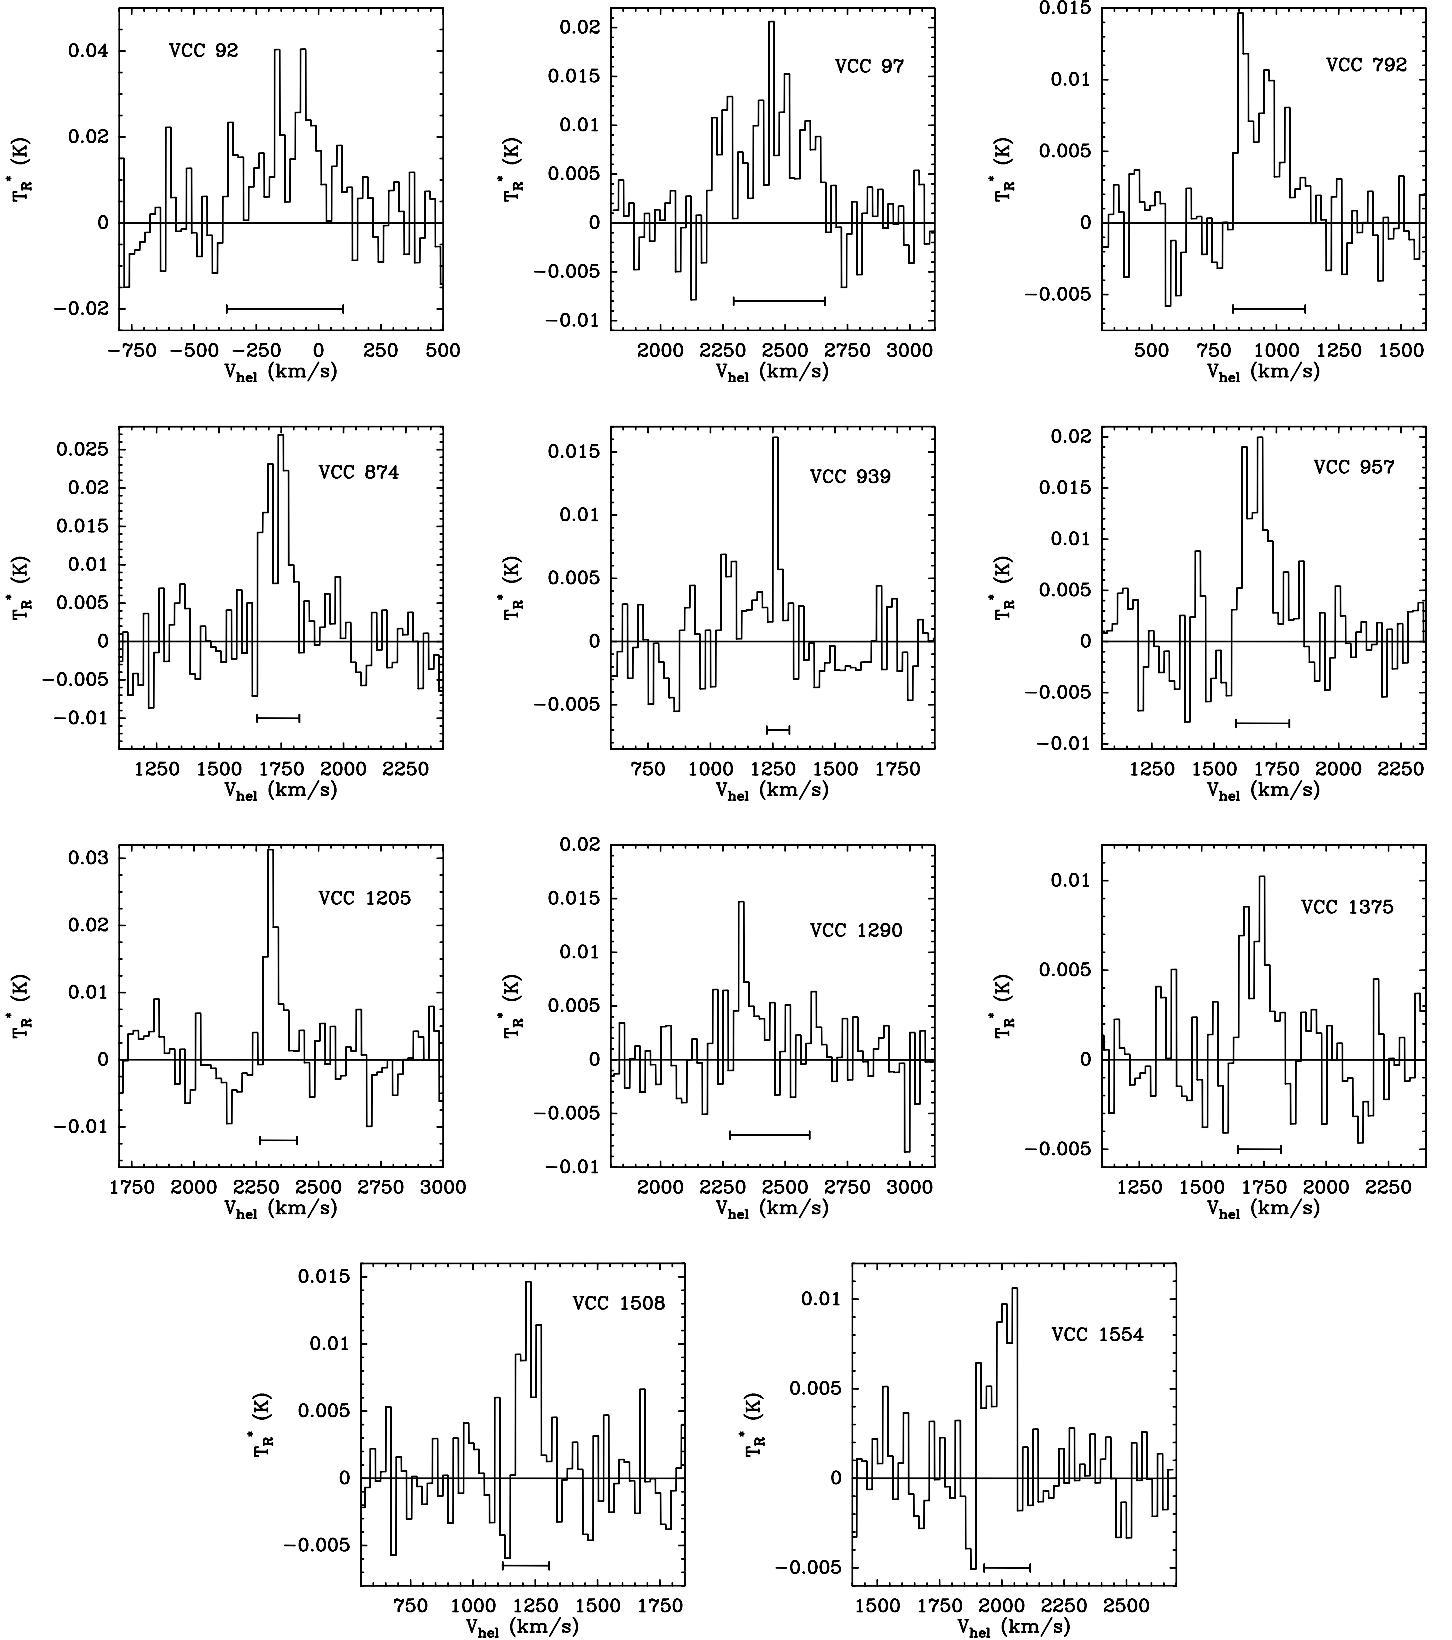 0.04
VCC 92
0.02
0
−0.02
T_R^* (K)
−750 −500 −250 0 250 500
V_hel (km/s)
0.02
VCC 97
0.015
0.01
0.005
0
−0.005
−0.01
T_R^* (K)
2000 2250 2500 2750 3000
V_hel (km/s)
0.015
VCC 792
0.01
0.005
0
−0.005
T_R^* (K)
500 750 1000 1250 1500
V_hel (km/s)
0.025
VCC 874
0.02
0.015
0.01
0.005
0
−0.005
−0.01
T_R^* (K)
1250 1500 1750 2000 2250
V_hel (km/s)
0.015
VCC 939
0.01
0.005
0
−0.005
T_R^* (K)
750 1000 1250 1500 1750
V_hel (km/s)
0.02
VCC 957
0.015
0.01
0.005
0
−0.005
−0.01
T_R^* (K)
1250 1500 1750 2000 2250
V_hel (km/s)
0.03
VCC 1205
0.02
0.01
0
−0.01
T_R^* (K)
1750 2000 2250 2500 2750 3000
V_hel (km/s)
0.02
0.015
VCC 1290
0.01
0.005
0
−0.005
−0.01
T_R^* (K)
2000 2250 2500 2750 3000
V_hel (km/s)
0.01
VCC 1375
0.005
0
−0.005
T_R^* (K)
1250 1500 1750 2000 2250
V_hel (km/s)
0.015
VCC 1508
0.01
0.005
0
−0.005
T_R^* (K)
750 1000 1250 1500 1750
V_hel (km/s)
0.01
VCC 1554
0.005
0
−0.005
T_R^* (K)
1500 1750 2000 2250 2500
V_hel (km/s)